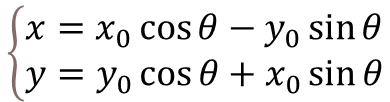 x = x₀ cos θ − y₀ sin θ
y = y₀ cos θ + x₀ sin θ